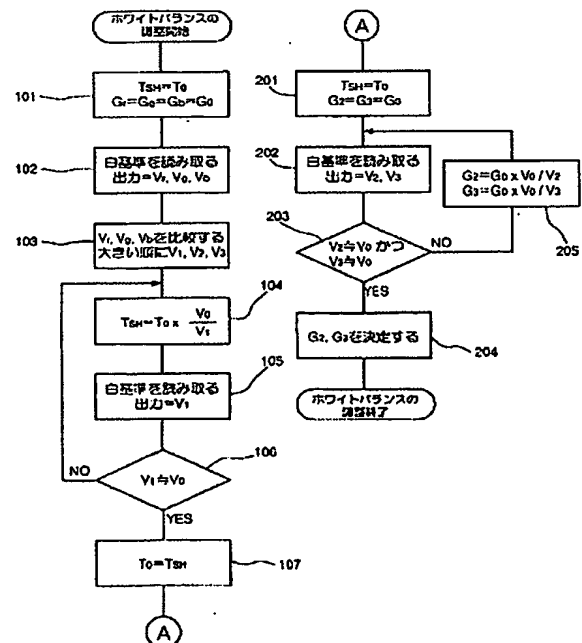 ホワイトバランスの
調整開始
101
TSH=T0
Gr=Gg=Gb=G0
102
白基準を読み取る
出力=Vr, Vg, Vb
103
Vr, Vg, Vbを比較する
大きい順にV1, V2, V3
104
TSH=T0 x V0/V1
105
白基準を読み取る
出力=V1
106
V1≒V0
NO
YES
T0=TSH
107
A
A
201
TSH=T0
G2=G3=G0
202
白基準を読み取る
出力=V2, V3
203
V2≒V0 かつ
V3≒V0
NO
YES
G2=G0 x V0 / V2
G3=G0 x V0 / V3
205
G2, G3を決定する
204
ホワイトバランスの
調整終了